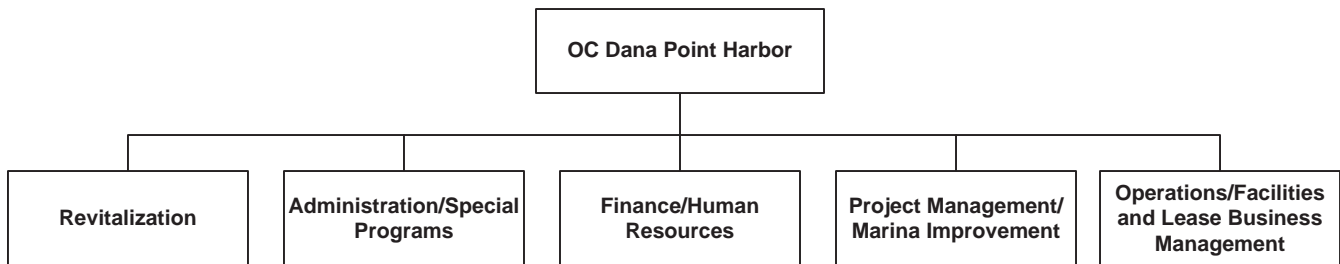 OC Dana Point Harbor
Revitalization
Administration/Special
Programs
Finance/Human
Resources
Project Management/
Marina Improvement
Operations/Facilities
and Lease Business
Management